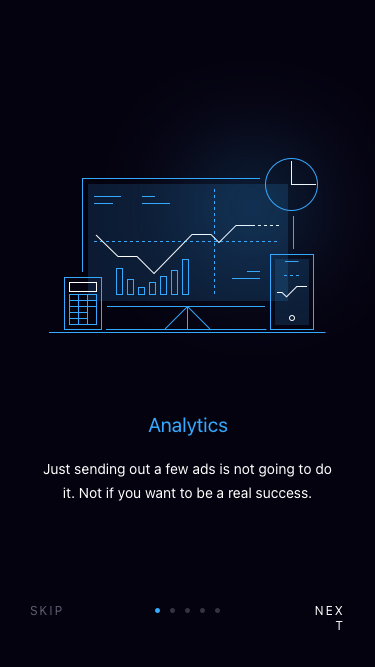 Analytics
Just sending out a few ads is not going to do
it. Not if you want to be a real success.
SKIP
NEX
T